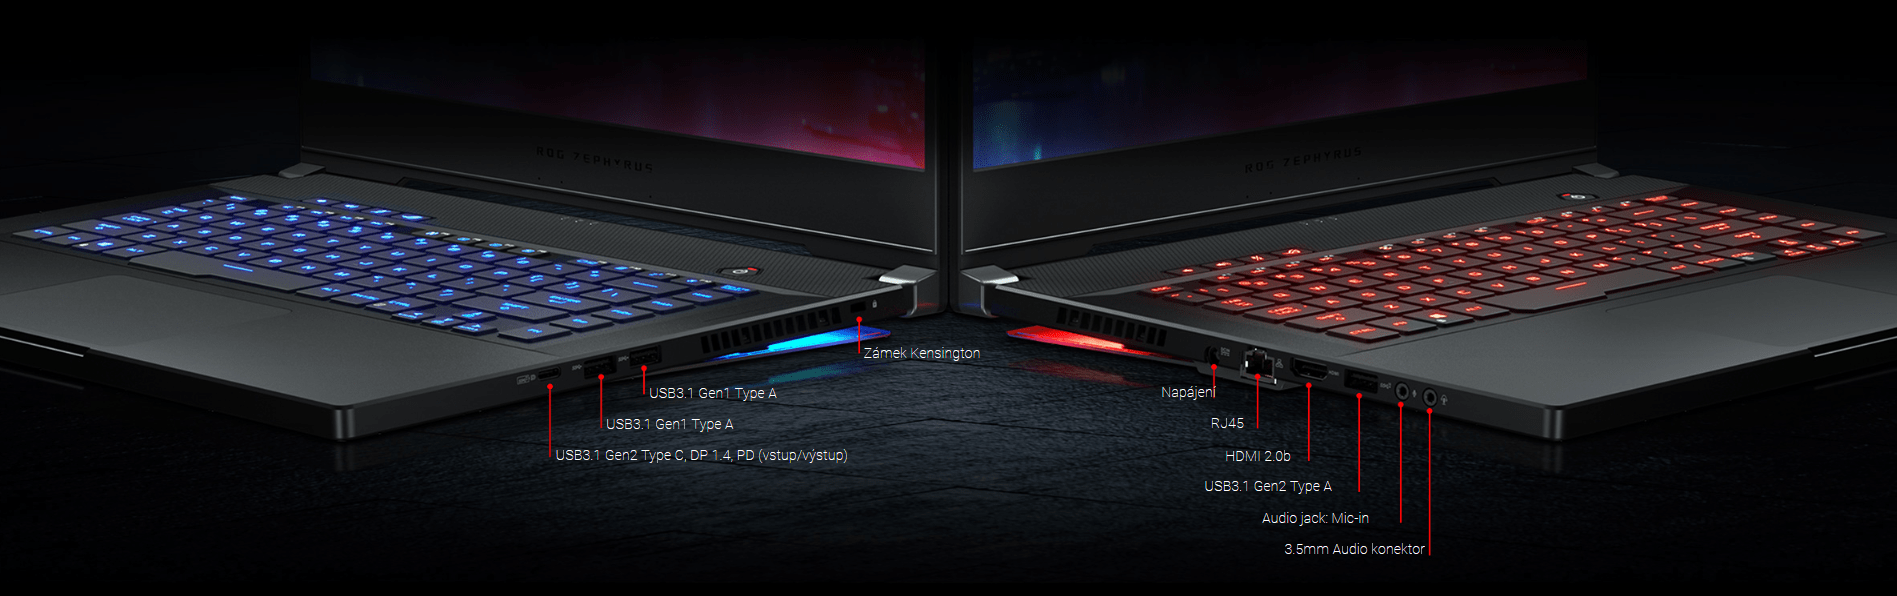 ROG ZEPHYRUS
ROG ZEPHYRUS
Zámek Kensington
USB3.1 Gen1 Type A
USB3.1 Gen1 Type A
USB3.1 Gen2 Type C, DP 1.4, PD (vstup/výstup)
Napájení
RJ45
HDMI 2.0b
USB3.1 Gen2 Type A
Audio jack: Mic-in
3.5mm Audio konektor